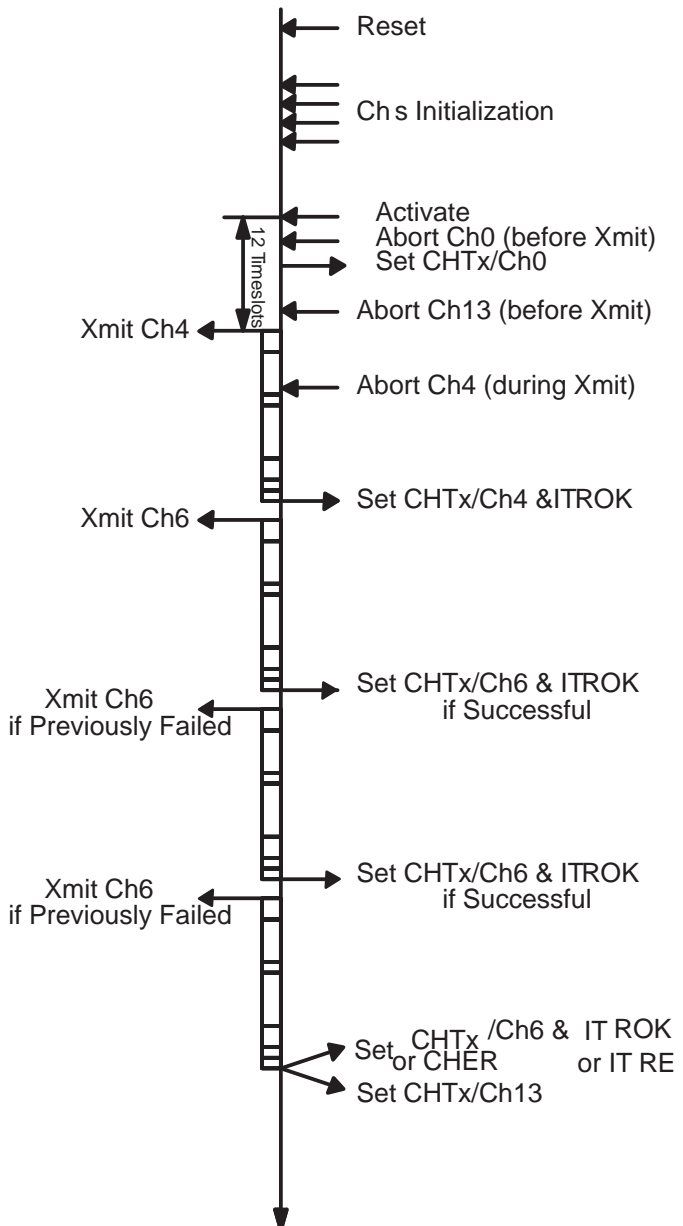 Reset
Ch s Initialization
Activate
Abort Ch0 (before Xmit)
Set CHTx/Ch0
12 Timeslots
Abort Ch13 (before Xmit)
Xmit Ch4
Abort Ch4 (during Xmit)
Set CHTx/Ch4 &ITROK
Xmit Ch6
Set CHTx/Ch6 & ITROK
if Successful
Xmit Ch6
if Previously Failed
Set CHTx/Ch6 & ITROK
if Successful
Xmit Ch6
if Previously Failed
Set CHTx /Ch6 & IT ROK
or CHER or IT RE
Set CHTx/Ch13